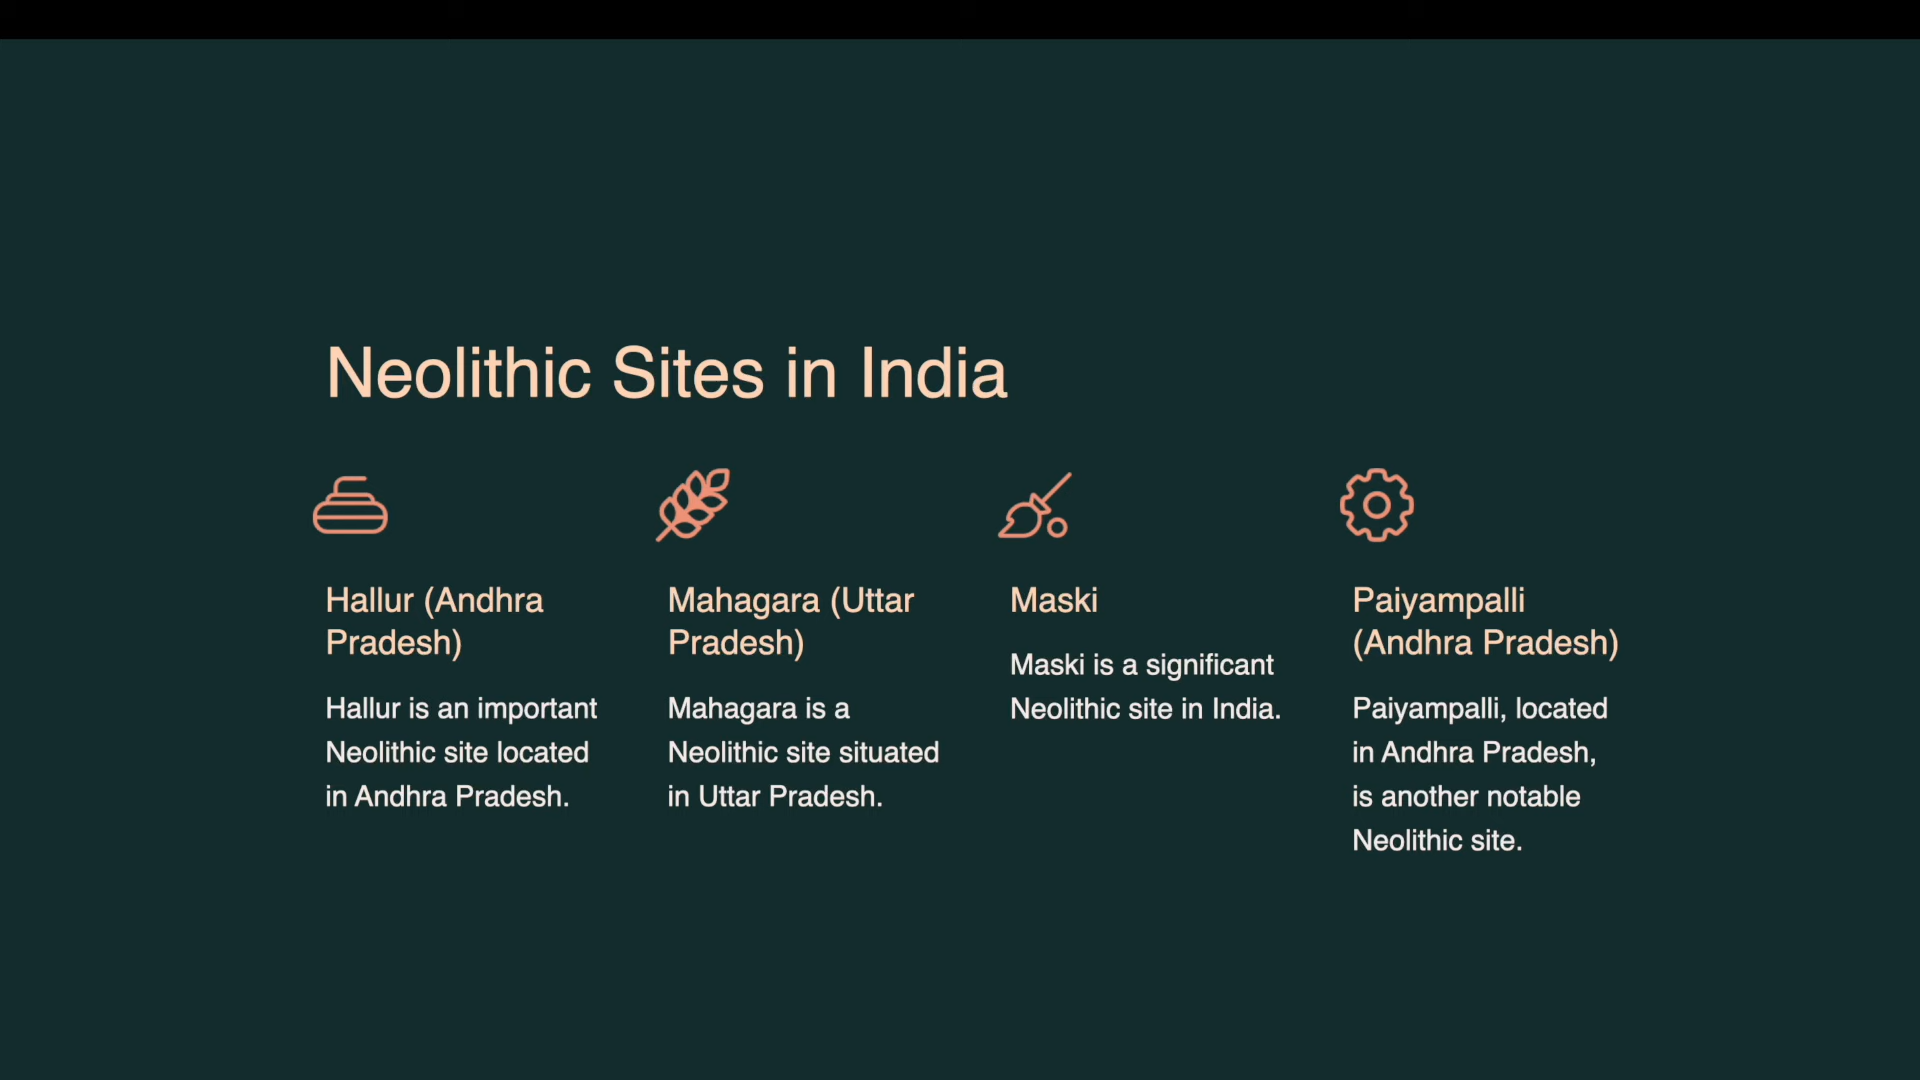 Neolithic Sites in India
Hallur (Andhra
Pradesh)
Hallur is an important
Neolithic site located
in Andhra Pradesh.
Mahagara (Uttar
Pradesh)
Mahagara is a
Neolithic site situated
in Uttar Pradesh.
Maski
Maski is a significant
Neolithic site in India.
Paiyampalli
(Andhra Pradesh)
Paiyampalli, located
in Andhra Pradesh,
is another notable
Neolithic site.